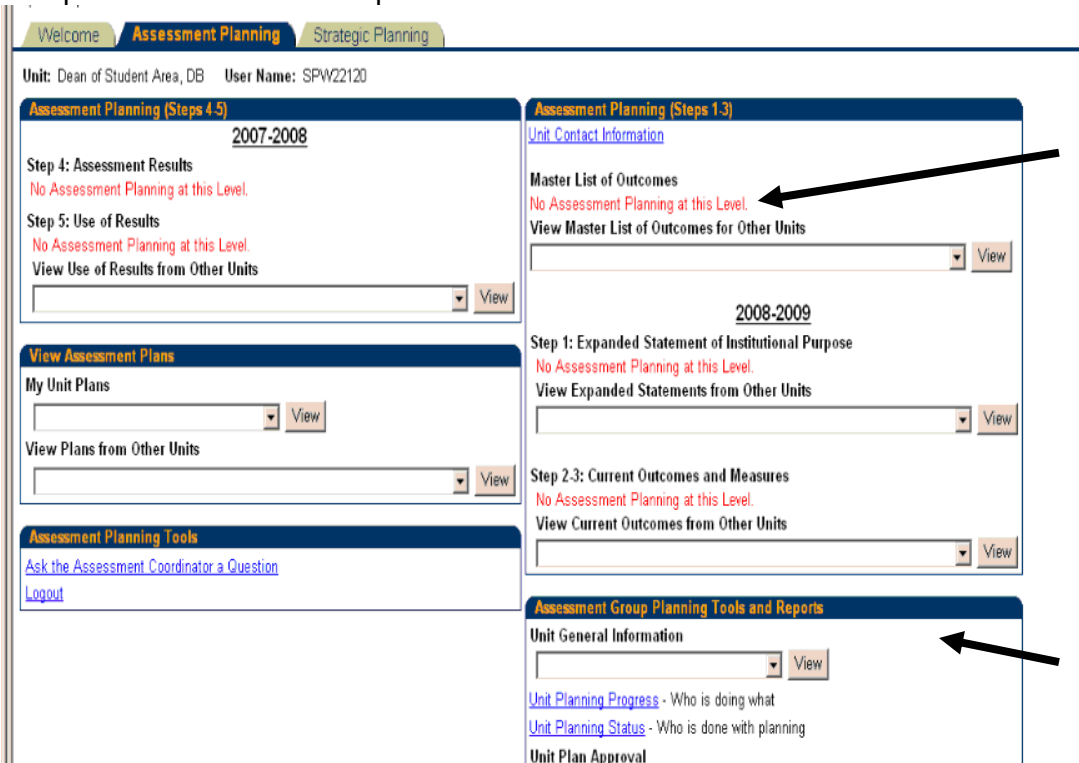 Welcome
Assessment Planning
Strategic Planning
Unit: Dean of Student Area, DB User Name: SPW22120
Assessment Planning (Steps 4-5)
2007-2008
Step 4: Assessment Results
No Assessment Planning at this Level.
Step 5: Use of Results
No Assessment Planning at this Level.
View Use of Results from Other Units
View
View Assessment Plans
My Unit Plans
View
View Plans from Other Units
View
Assessment Planning Tools
Ask the Assessment Coordinator a Question
Logout
Assessment Planning (Steps 1-3)
Unit Contact Information
Master List of Outcomes
No Assessment Planning at this Level.
View Master List of Outcomes for Other Units
View
2008-2009
Step 1: Expanded Statement of Institutional Purpose
No Assessment Planning at this Level.
View Expanded Statements from Other Units
View
Step 2-3: Current Outcomes and Measures
No Assessment Planning at this Level.
View Current Outcomes from Other Units
View
Assessment Group Planning Tools and Reports
Unit General Information
View
Unit Planning Progress - Who is doing what
Unit Planning Status - Who is done with planning
Unit Plan Approval